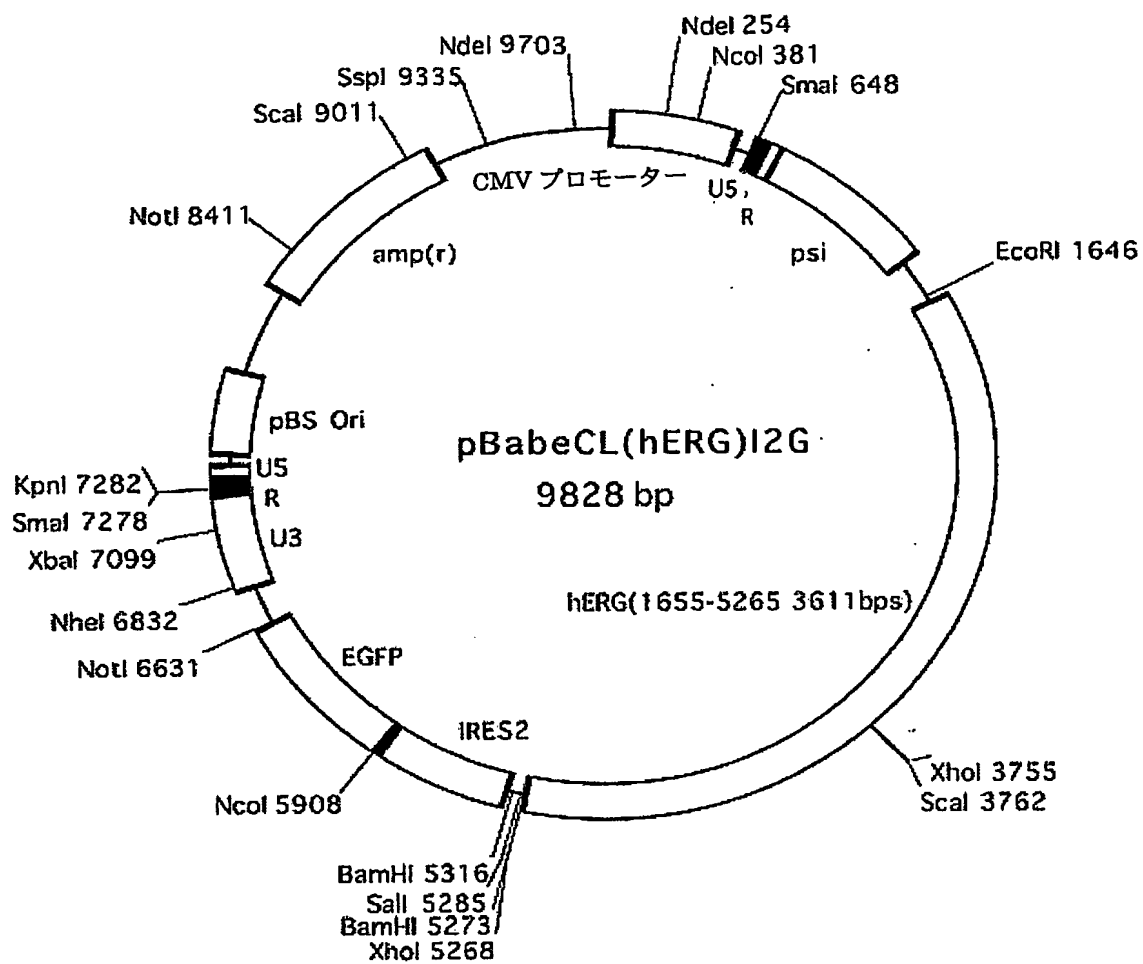 NdeI 254
NdeI 9703
NcoI 381
SspI 9335
SmaI 648
ScaI 9011
CMV プロモーター
U5,
R
NotI 8411
amp(r)
psi
EcoRI 1646
pBS Ori
pBabeCL(hERG)I2G
9828 bp
U5
KpnI 7282
R
SmaI 7278
U3
XbaI 7099
hERG(1655-5265 3611bps)
NheI 6832
NotI 6631
EGFP
IRES2
XhoI 3755
ScaI 3762
NcoI 5908
BamHI 5316
SalI 5285
BamHI 5273
XhoI 5268